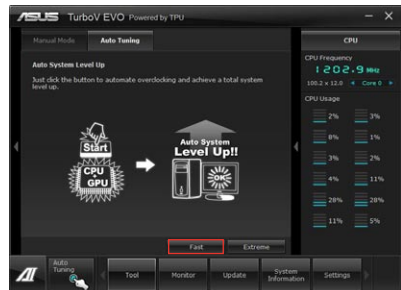 ASUS TurboV EVO Powered by TPU
Manual Mode Auto Tuning
Auto System Level Up
Just click the button to automate overclocking and achieve a total system
level up.
Start
CPU
+
GPU
Auto System
Level Up!!
OK
Fast Extreme
CPU
CPU Frequency
1202.9 MHz
100.2 x 12.0 Core 0
CPU Usage
2% 3%
0% 1%
3% 2%
4% 11%
20% 20%
11% 5%
Auto
Tuning
Tool Monitor Update System
Information Settings